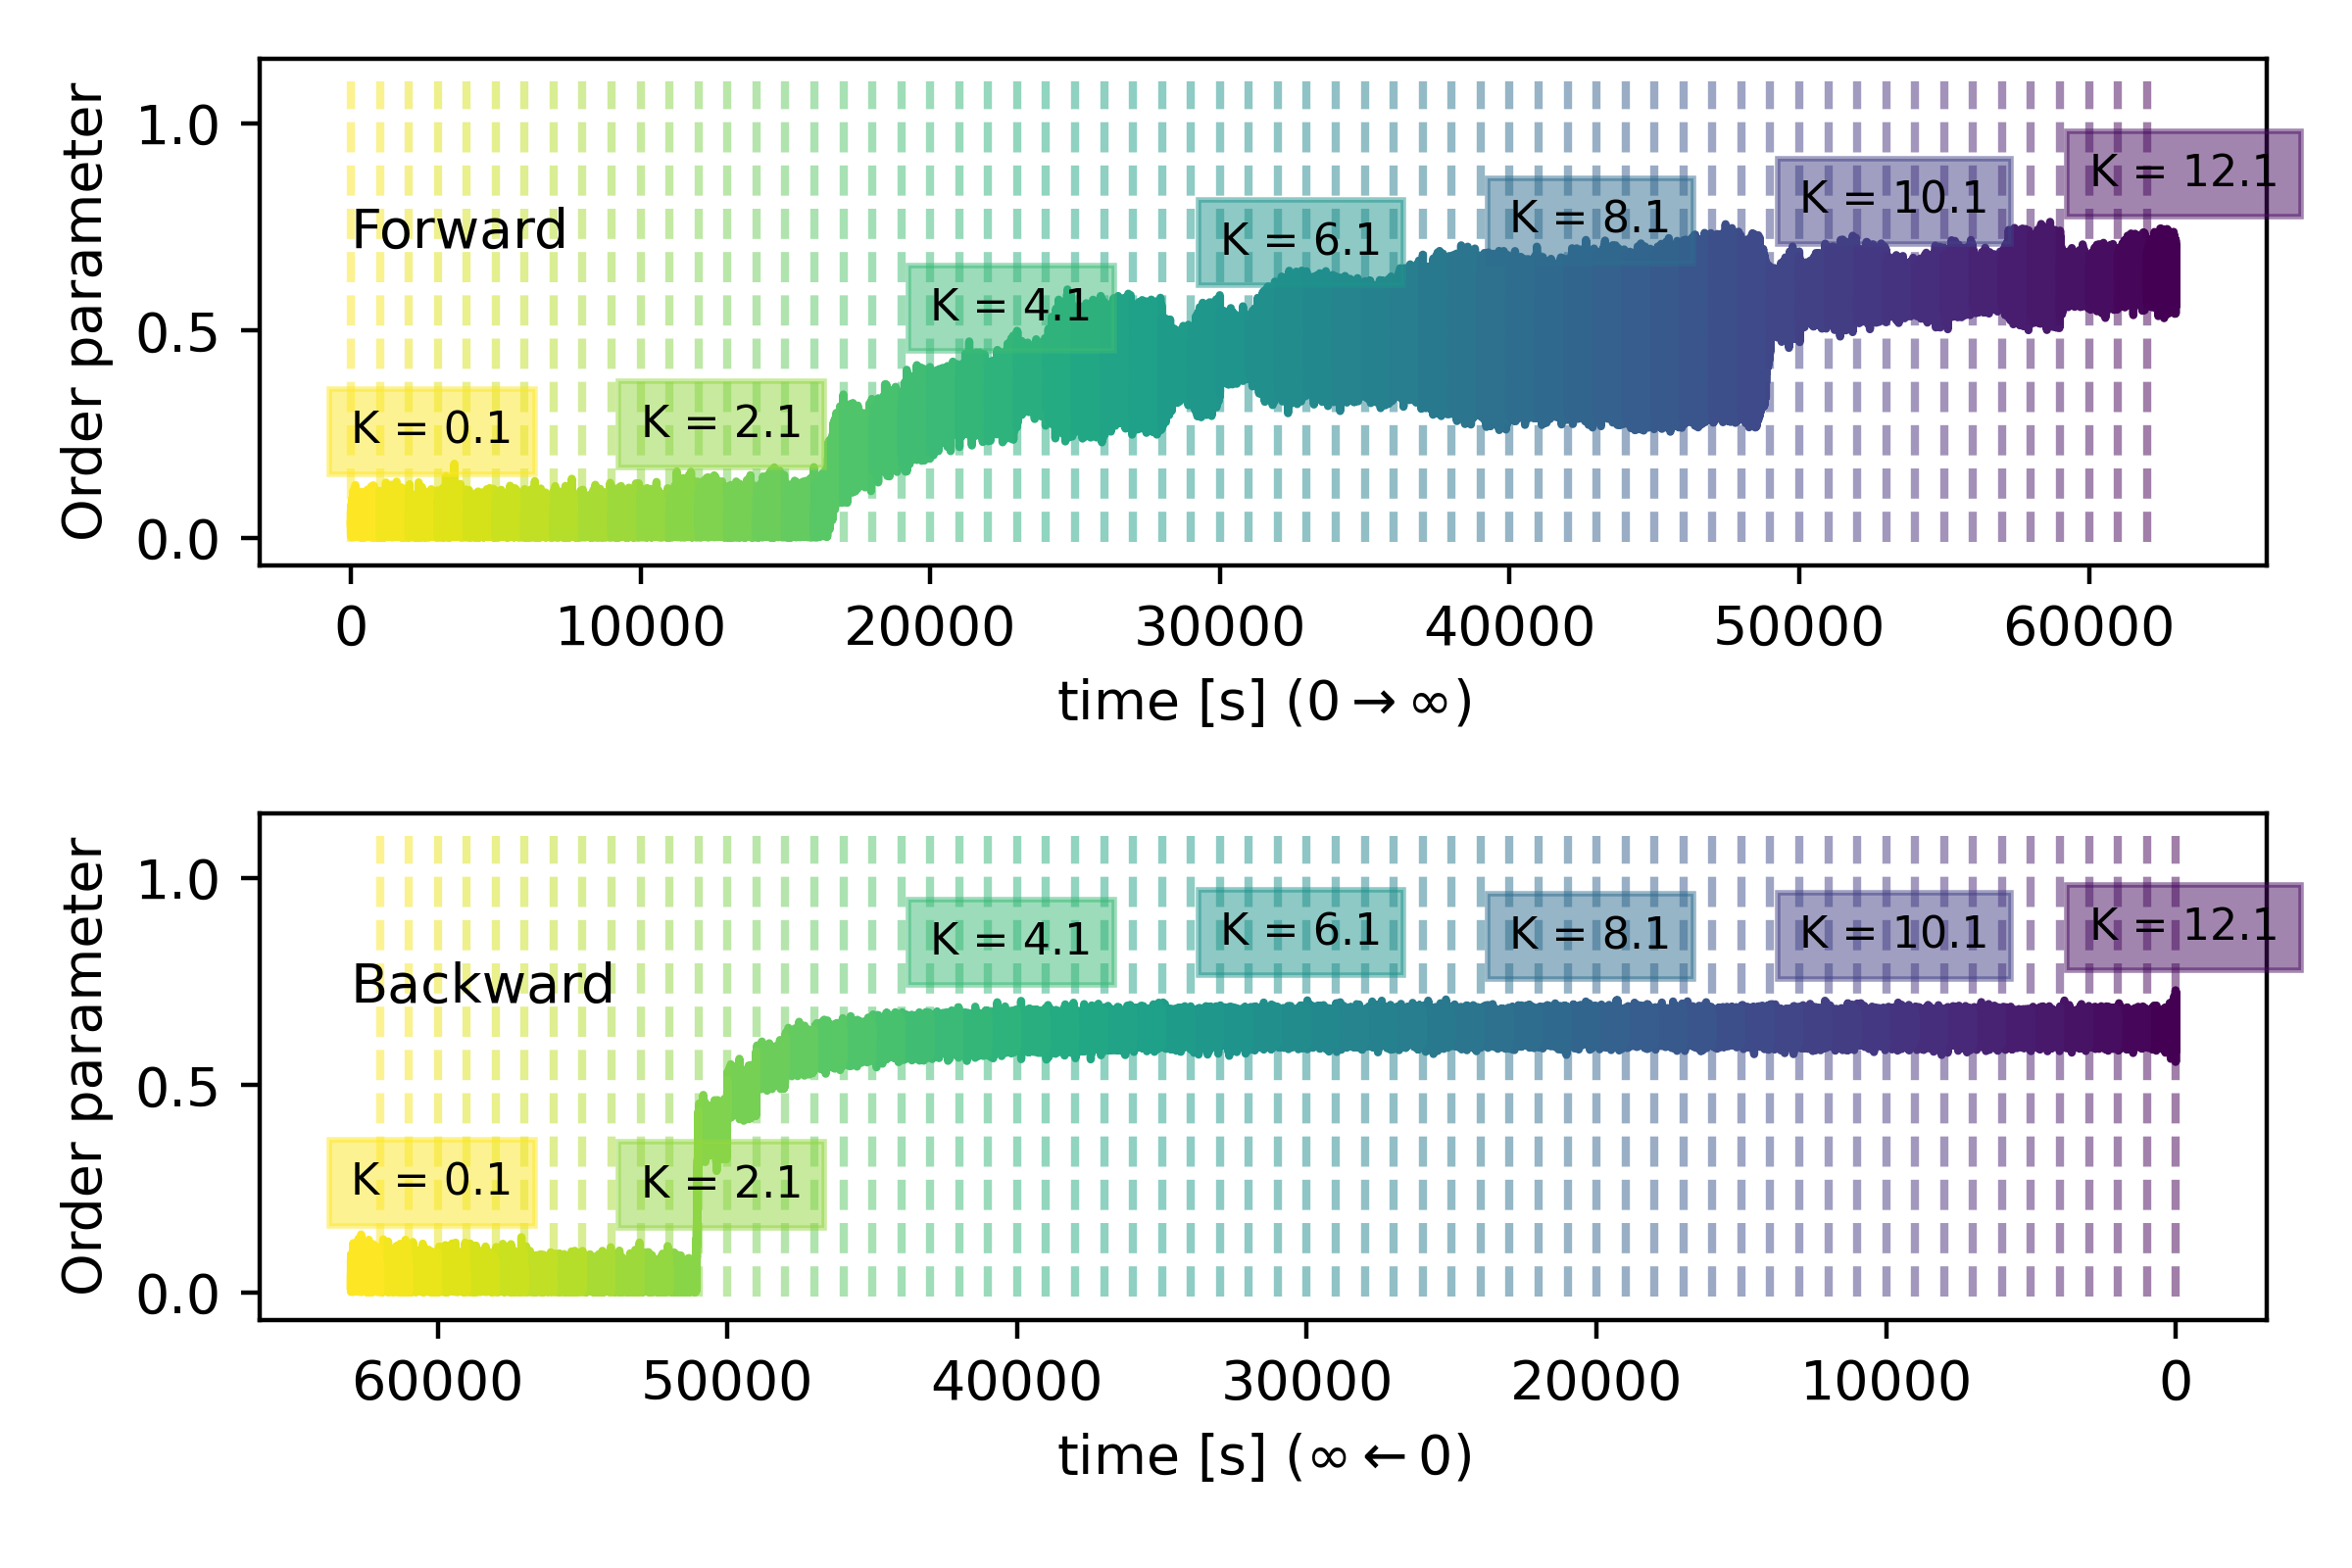 Order parameter
1.0
0.5
0.0
Forward
K = 0.1
K = 2.1
K = 4.1
K = 6.1
K = 8.1
K = 10.1
K = 12.1
0 10000 20000 30000 40000 50000 60000
time [s] (0 → ∞)
Order parameter
1.0
0.5
0.0
Backward
K = 0.1
K = 2.1
K = 4.1
K = 6.1
K = 8.1
K = 10.1
K = 12.1
60000 50000 40000 30000 20000 10000 0
time [s] (∞ ← 0)